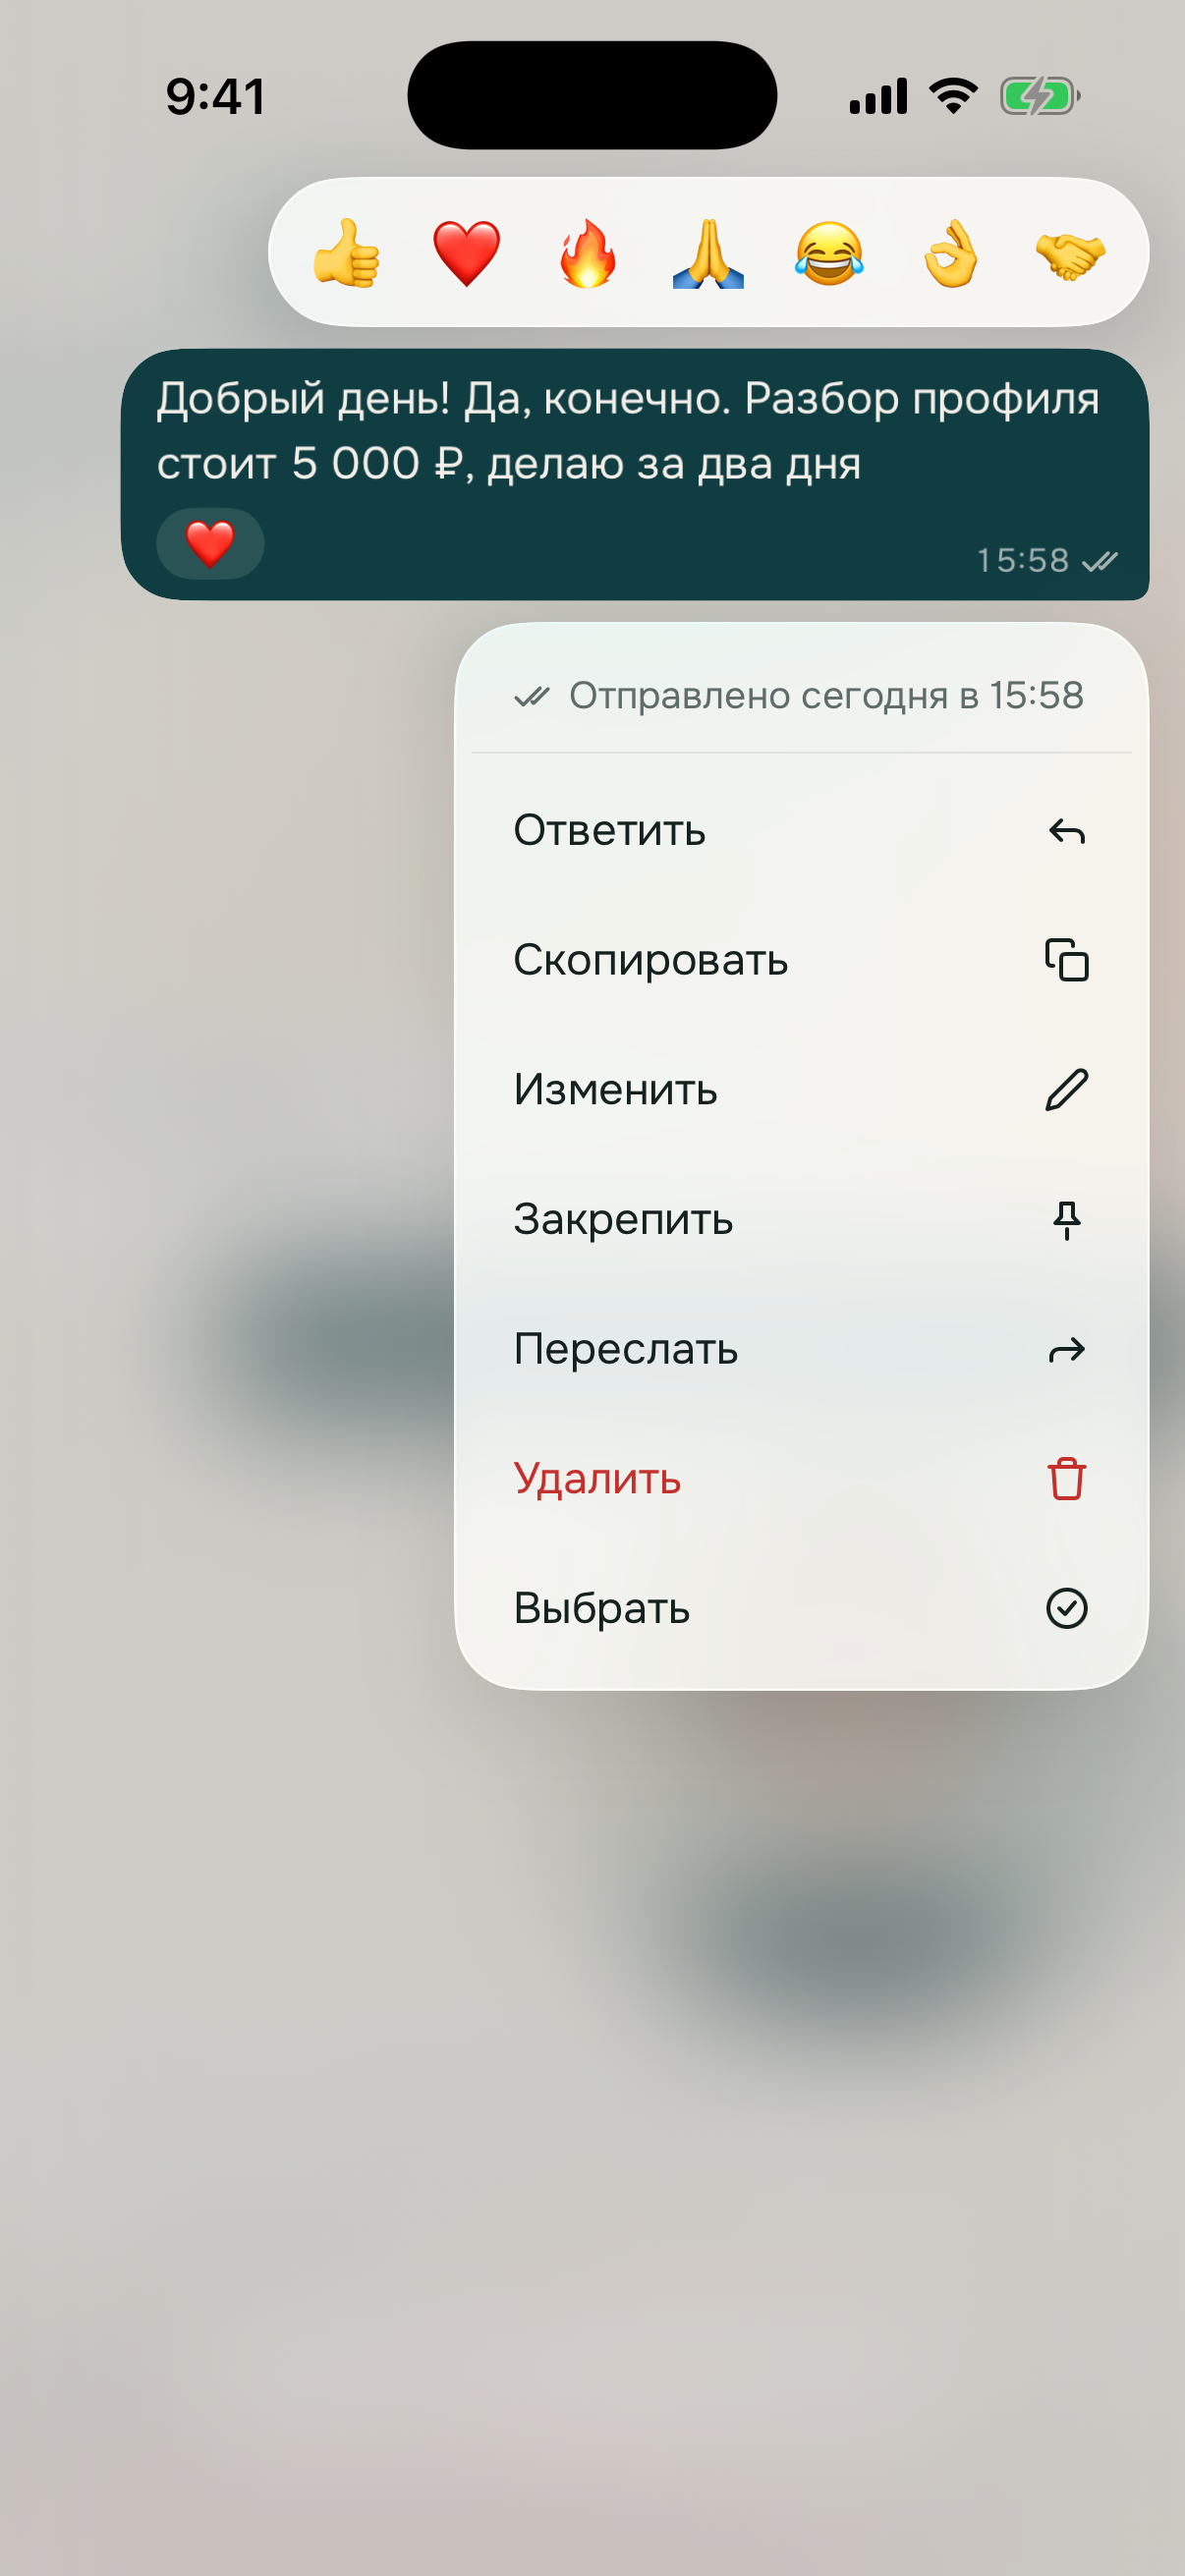 9:41
Добрый день! Да, конечно. Разбор профиля
стоит 5 000 ₽, делаю за два дня
15:58
Отправлено сегодня в 15:58
Ответить
Скопировать
Изменить
Закрепить
Переслать
Удалить
Выбрать